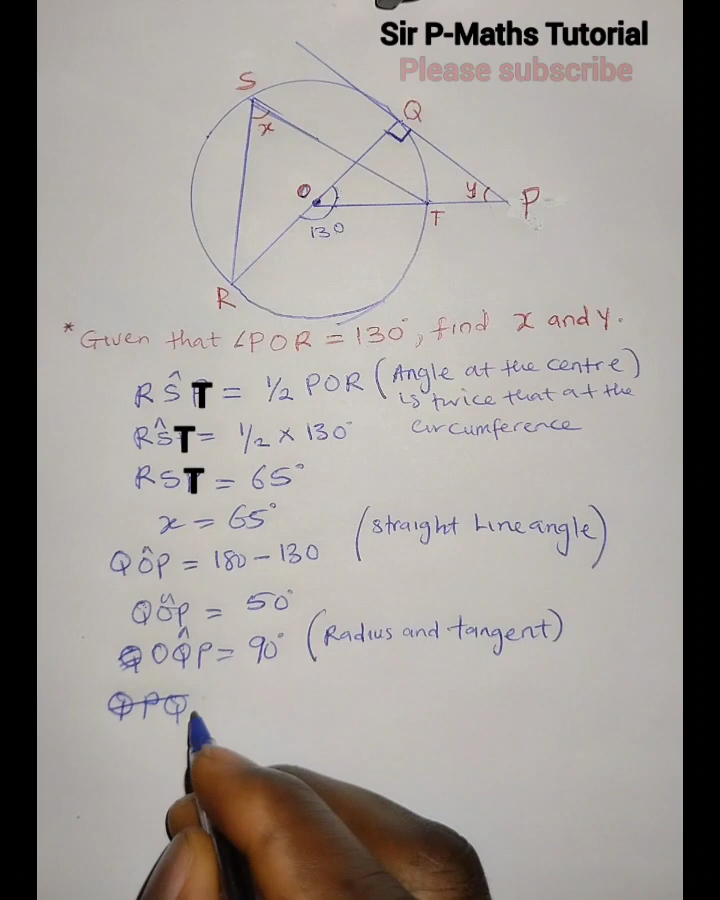 Sir P-Maths Tutorial
Please subscribe
S
Q
x
O
y
P
T
130
R
* Given that ∠POR = 130°, find x and y.
RŜT = 1/2 POR (Angle at the centre)
is twice that at the
RŜT = 1/2 × 130°
circumference
RST = 65°
x = 65°
(straight Line angle)
QÔP = 180 - 130
QÔP = 50°
OQ̂P = 90° (Radius and tangent)